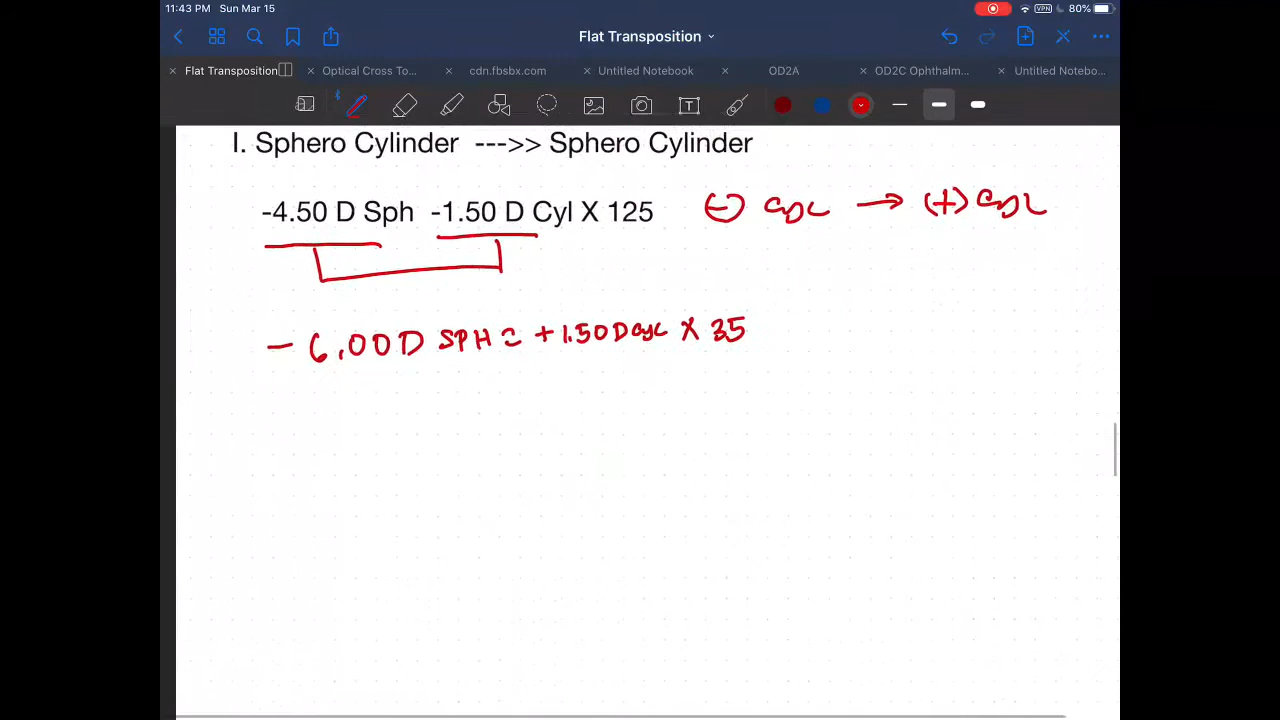 11:43 PM Sun Mar 15 VPN 80%
Flat Transposition
Flat Transposition Optical Cross To... cdn.fbsbx.com Untitled Notebook OD2A OD2C Ophthalm... Untitled Notebo...
I. Sphero Cylinder --->> Sphero Cylinder
-4.50 D Sph -1.50 D Cyl X 125 (-) cyl → (+) cyl
- 6.00 D SPH ≈ +1.50 D cyl X 35